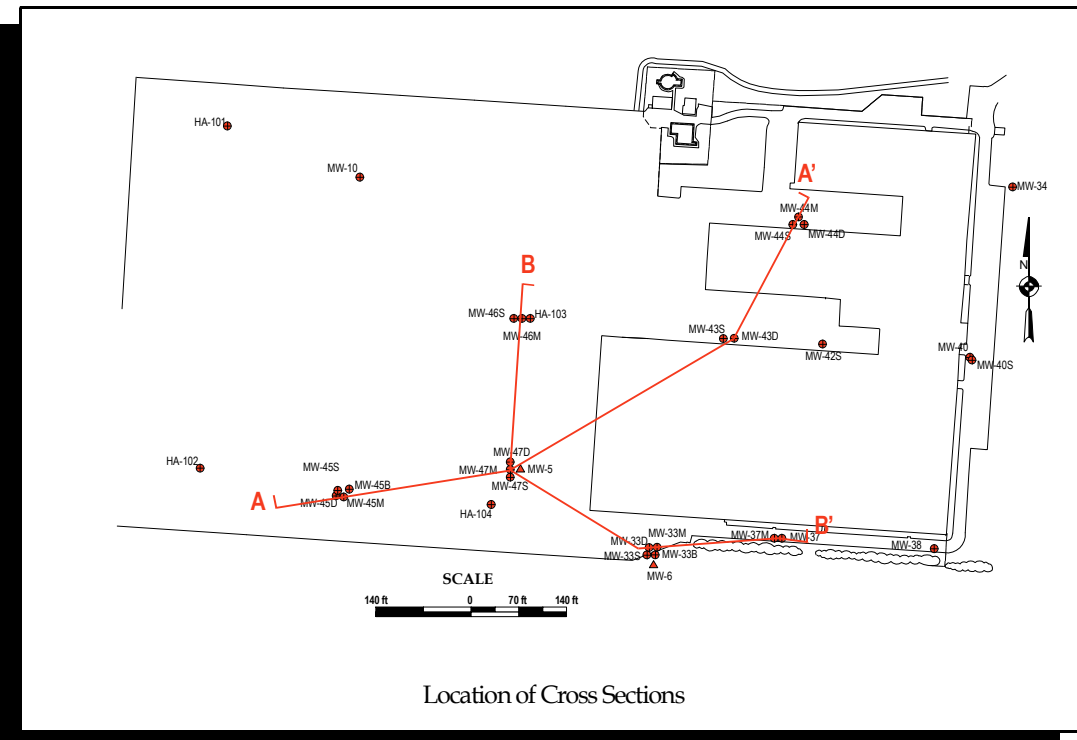 HA-101
MW-10
A'
MW-34
MW-44M
MW-44S
MW-44D
N
B
MW-46S
HA-103
MW-46M
MW-43S
MW-43D
MW-42S
MW-40
MW-40S
HA-102
MW-47D
MW-47M
MW-5
MW-47S
MW-45S
MW-45B
A
MW-45D
MW-45M
HA-104
B'
MW-33D
MW-33M
MW-37M
MW-37
MW-38
MW-33S
MW-33B
MW-6
SCALE
140 ft 0 70 ft 140 ft
Location of Cross Sections